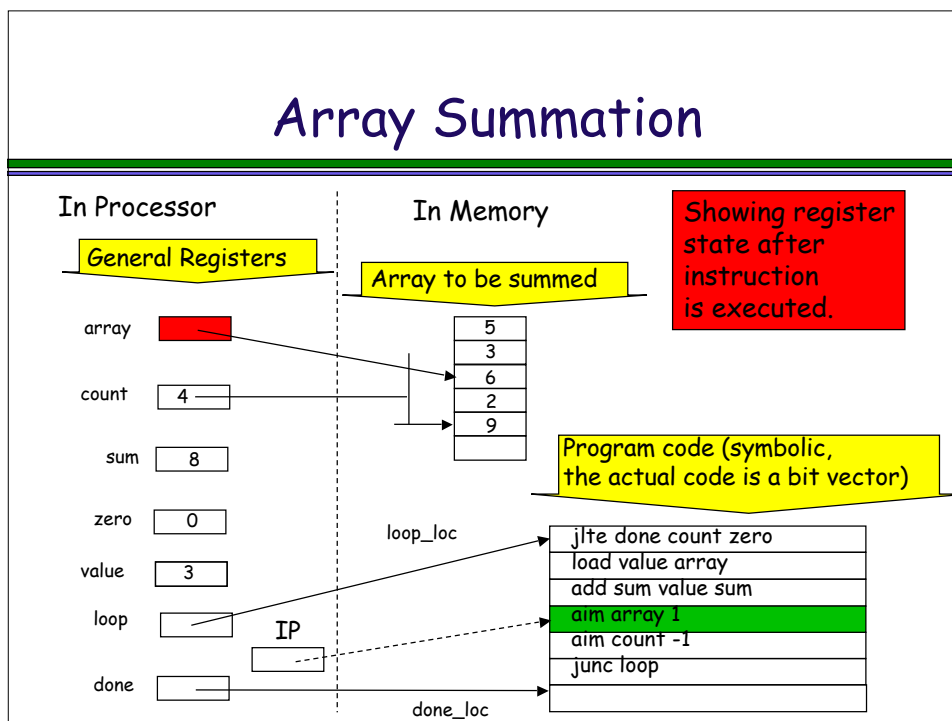 Array Summation
In Processor
In Memory
Showing register
state after
instruction
is executed.
General Registers
Array to be summed
array
count
4
sum
8
zero
0
value
3
loop
IP
done
5
3
6
2
9
Program code (symbolic,
the actual code is a bit vector)
loop_loc
jlte done count zero
load value array
add sum value sum
aim array 1
aim count -1
junc loop
done_loc